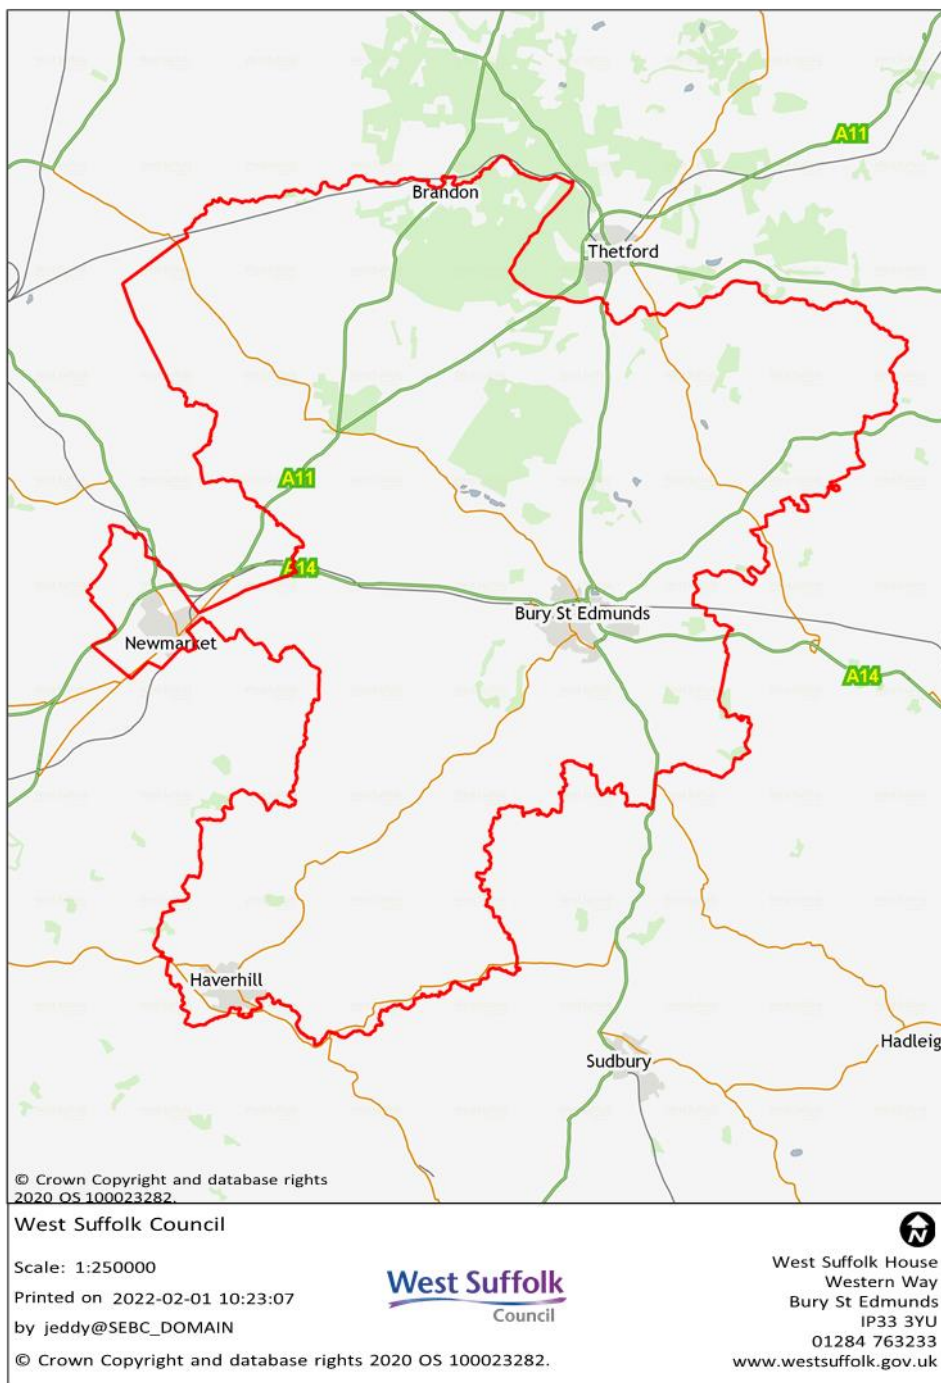 A11
Brandon
Thetford
A11
A14
Bury St Edmunds
Newmarket
A14
Haverhill
Hadleig
Sudbury
© Crown Copyright and database rights
2020 OS 100023282.
West Suffolk Council
Scale: 1:250000
Printed on 2022-02-01 10:23:07
by jeddy@SEBC_DOMAIN
© Crown Copyright and database rights 2020 OS 100023282.
West Suffolk
Council
N
West Suffolk House
Western Way
Bury St Edmunds
IP33 3YU
01284 763233
www.westsuffolk.gov.uk